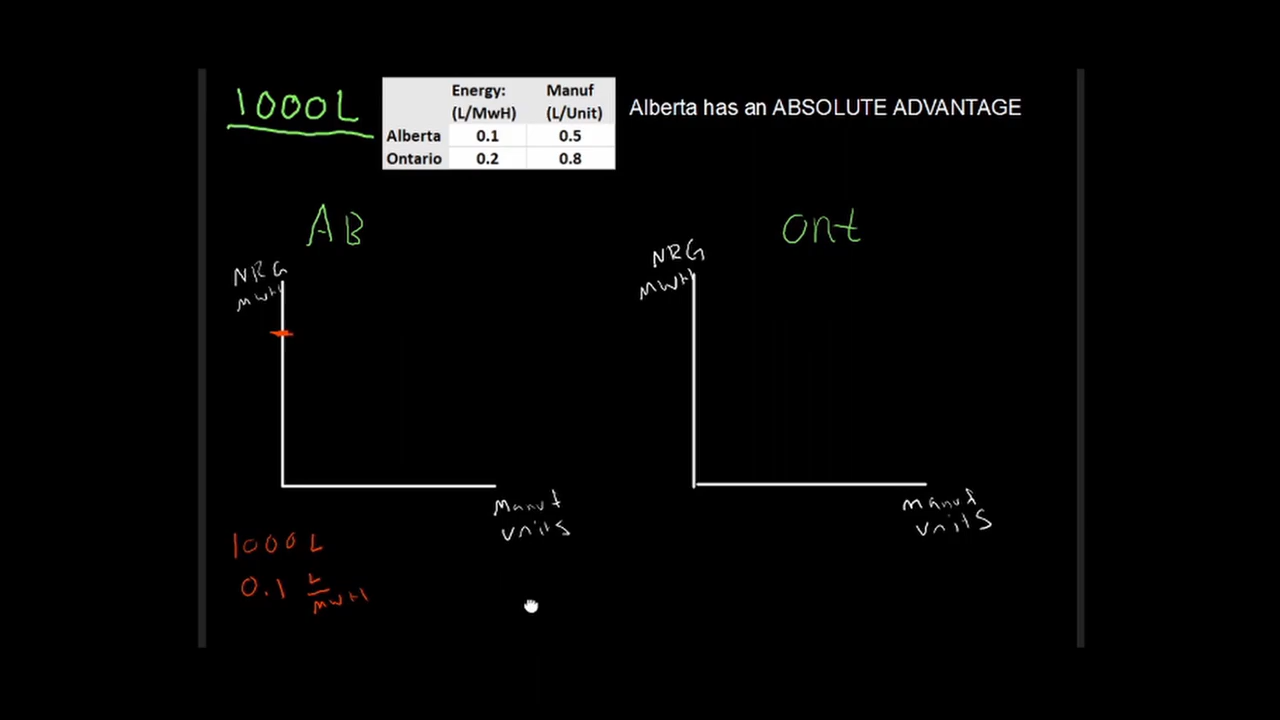 1000L
Energy: Manuf
(L/MwH) (L/Unit)
Alberta 0.1 0.5
Ontario 0.2 0.8
Alberta has an ABSOLUTE ADVANTAGE
AB
NRG
MWH
Manuf
units
Ont
NRG
MWH
Manuf
units
1000 L
0.1 L/MWH